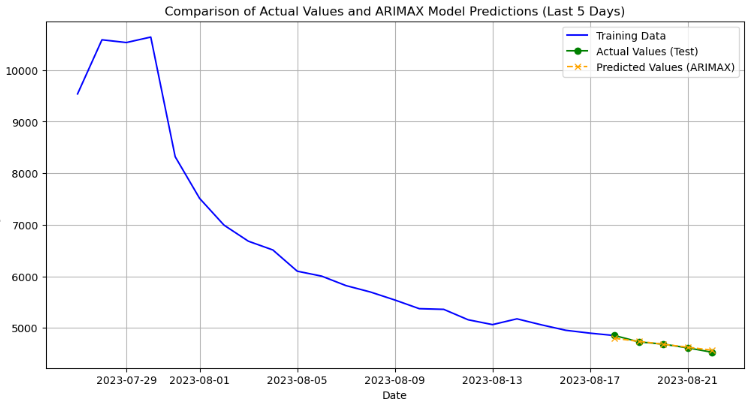 Comparison of Actual Values and ARIMAX Model Predictions (Last 5 Days)
Training Data
Actual Values (Test)
Predicted Values (ARIMAX)
10000
9000
8000
7000
6000
5000
2023-07-29 2023-08-01 2023-08-05 2023-08-09 2023-08-13 2023-08-17 2023-08-21
Date